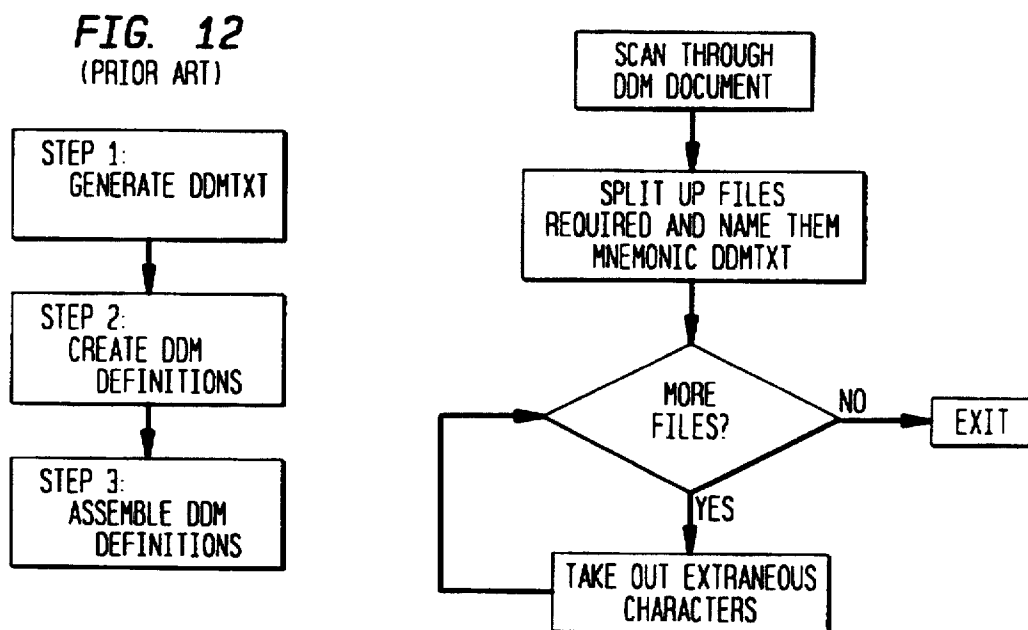 FIG. 12
(PRIOR ART)
STEP 1:
GENERATE DDMTXT
STEP 2:
CREATE DDM
DEFINITIONS
STEP 3:
ASSEMBLE DDM
DEFINITIONS
SCAN THROUGH
DDM DOCUMENT
SPLIT UP FILES
REQUIRED AND NAME THEM
MNEMONIC DDMTXT
MORE
FILES?
NO
EXIT
YES
TAKE OUT EXTRANEOUS
CHARACTERS